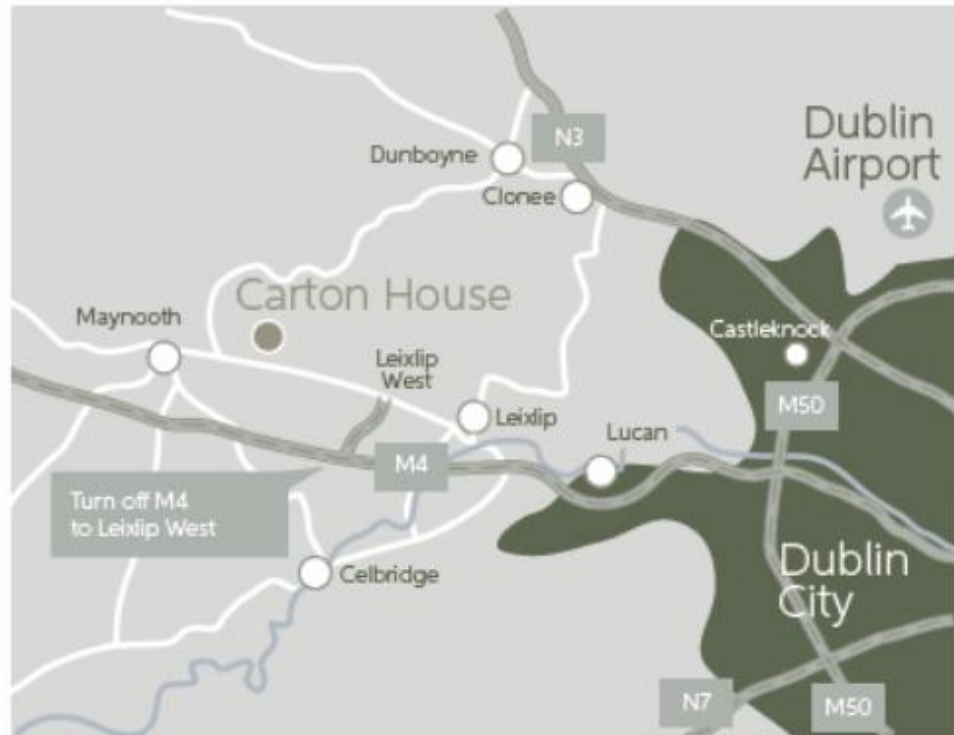 N3
Dublin
Airport
Dunboyne
Clonee
Carton House
Maynooth
Castleknock
Leixlip
West
M50
Leixlip
Lucan
M4
Turn off M4
to Leixlip West
Dublin
City
Celbridge
N7
M50